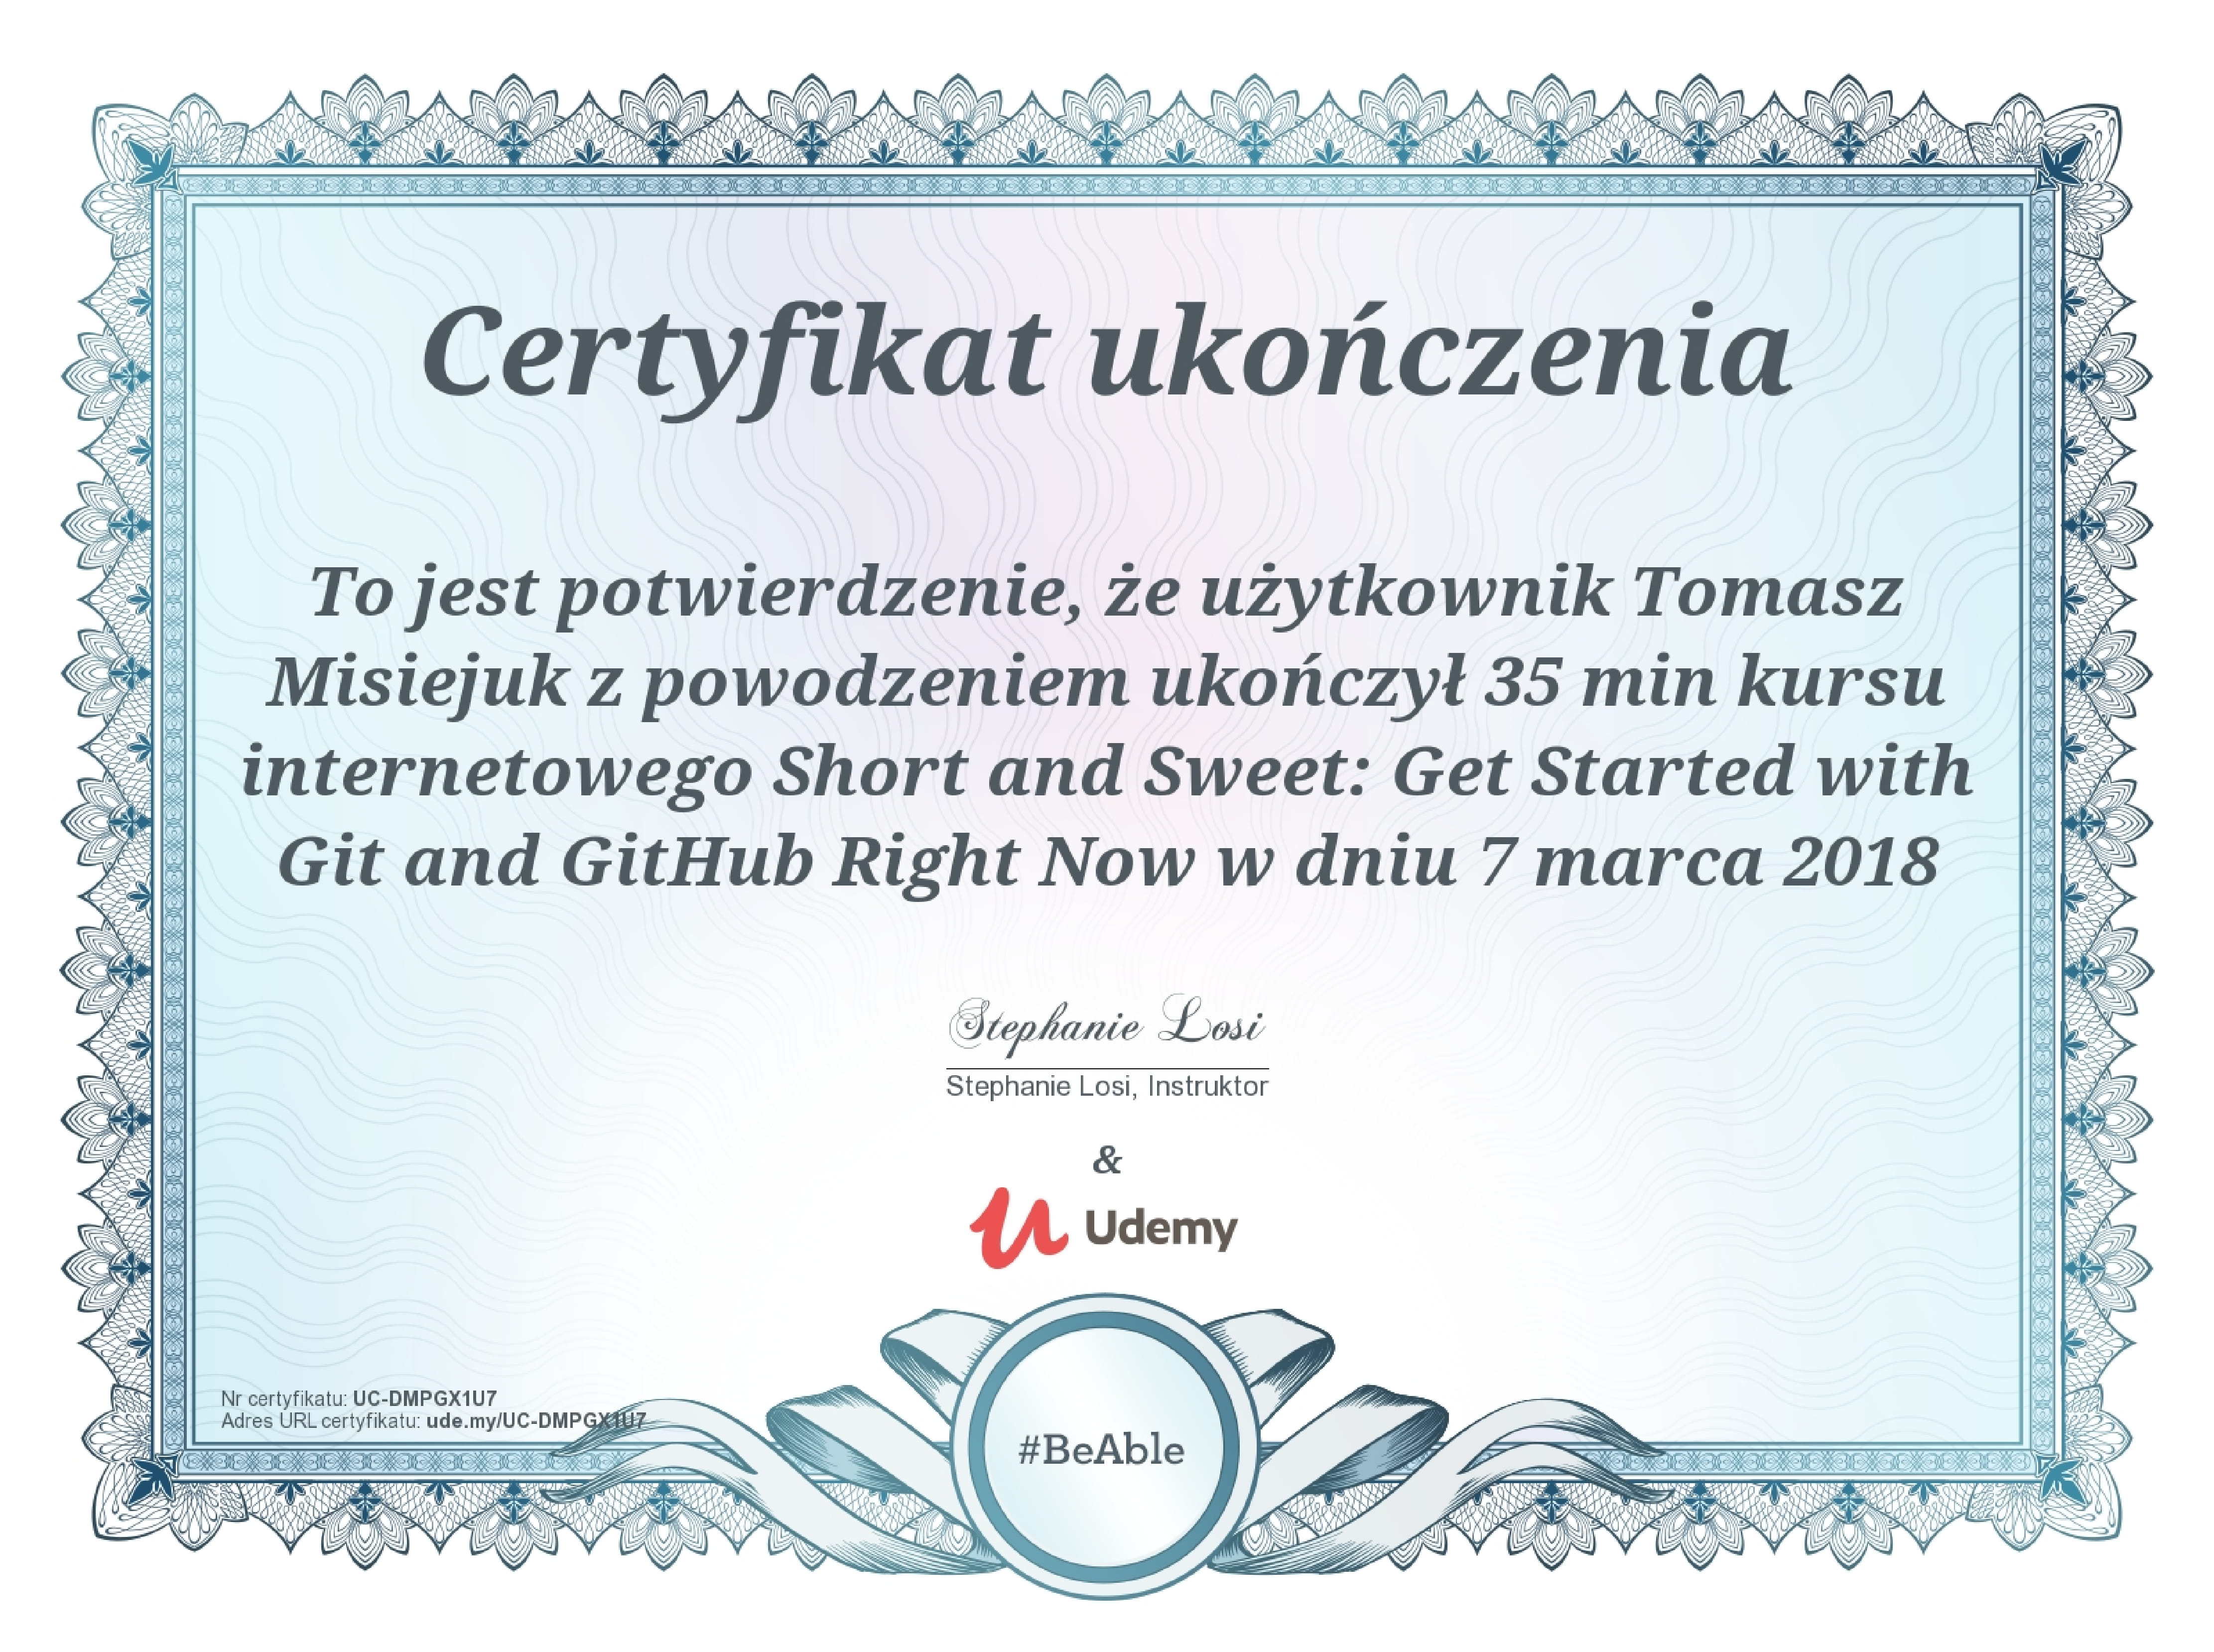 Certyfikat ukończenia
To jest potwierdzenie, że użytkownik Tomasz
Misiejuk z powodzeniem ukończył 35 min kursu
internetowego Short and Sweet: Get Started with
Git and GitHub Right Now w dniu 7 marca 2018
Stephanie Losi
Stephanie Losi, Instruktor
&
Udemy
Nr certyfikatu: UC-DMPGX1U7
Adres URL certyfikatu: ude.my/UC-DMPGX1U7
#BeAble